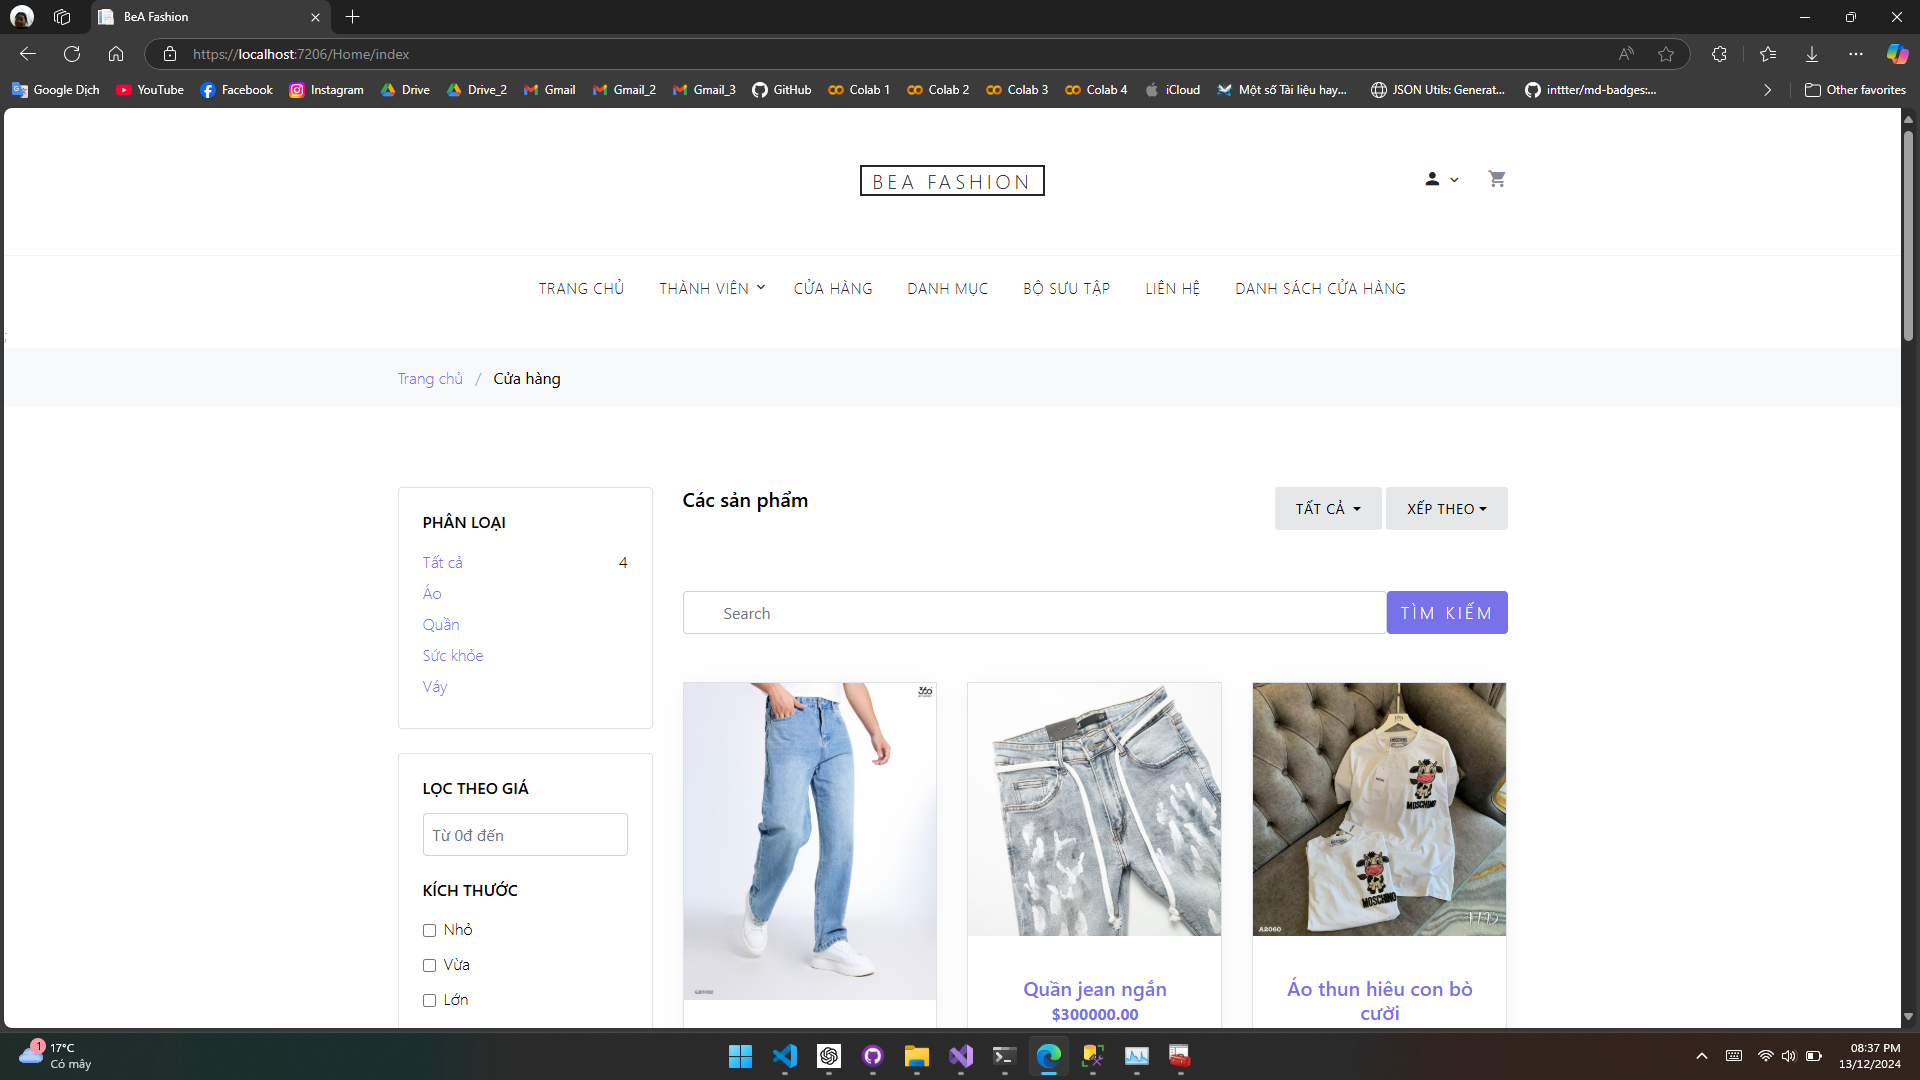 BeA Fashion
https://localhost:7206/Home/index
Google Dịch YouTube Facebook Instagram Drive Drive_2 Gmail Gmail_2 Gmail_3 GitHub Colab 1 Colab 2 Colab 3 Colab 4 iCloud Một số Tài liệu hay... JSON Utils: Generat... inttter/md-badges:... Other favorites
BEA FASHION
TRANG CHỦ THÀNH VIÊN CỬA HÀNG DANH MỤC BỘ SƯU TẬP LIÊN HỆ DANH SÁCH CỬA HÀNG
;
Trang chủ / Cửa hàng
PHÂN LOẠI
Tất cả 4
Áo
Quần
Sức khỏe
Váy
LỌC THEO GIÁ
Từ 0đ đến
KÍCH THƯỚC
Nhỏ
Vừa
Lớn
Các sản phẩm
TẤT CẢ XẾP THEO
Search TÌM KIẾM
360
MOSCHINO
MOSCHINO
A2060
HD
Quần jean ngắn
$300000.00
Áo thun hiêu con bò
cười
1
17°C
Có mây
08:37 PM
13/12/2024